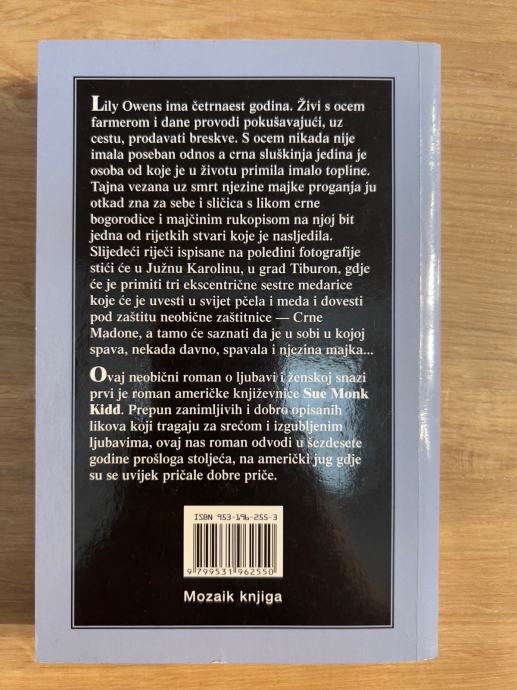 Lily Owens ima četrnaest godina. Živi s ocem
farmerom i dane provodi pokušavajući, uz
cestu, prodavati breskve. S ocem nikada nije
imala poseban odnos a crna sluškinja jedina je
osoba od koje je u životu primila imalo topline.
Tajna vezana uz smrt njezine majke proganja ju
otkad zna za sebe i sličica s likom crne
bogorodice i majčinim rukopisom na njoj bit
jedna od rijetkih stvari koje je nasljedila.
Slijedeći riječi ispisane na poleđini fotografije
stići će u Južnu Karolinu, u grad Tiburon, gdje
će je primiti tri ekscentrične sestre medarice
koje će je uvesti u svijet pčela i meda i dovesti
pod zaštitu neobične zaštitnice — Crne
Madone, a tamo će saznati da je u sobi u kojoj
spava, nekada davno, spavala i njezina majka...
Ovaj neobični roman o ljubavi i ženskoj snazi
prvi je roman američke književnice Sue Monk
Kidd. Prepun zanimljivih i dobro opisanih
likova koji tragaju za srećom i izgubljenim
ljubavima, ovaj nas roman odvodi u šezdesete
godine prošloga stoljeća, na američki jug gdje
su se uvijek pričale dobre priče.
ISBN 953-196-255-3
9 799531 962550
Mozaik knjiga